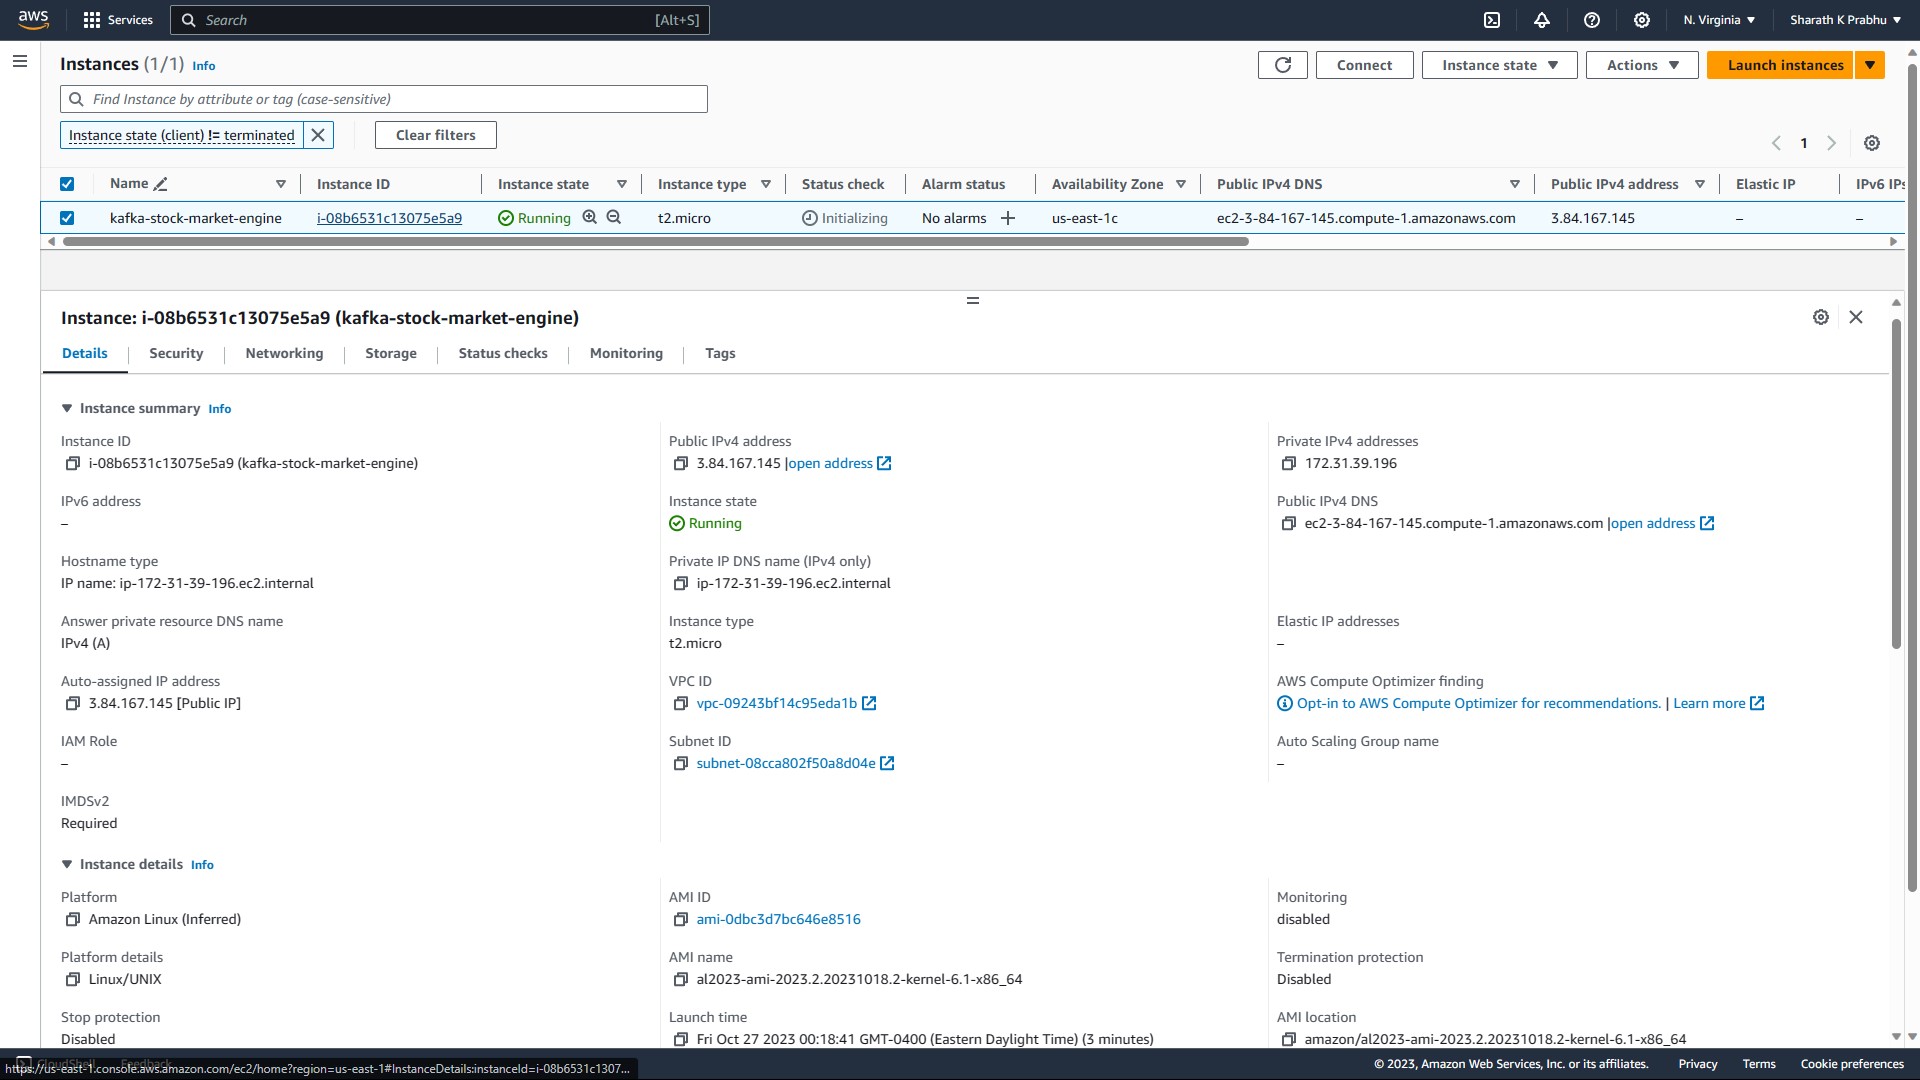 aws Services Search [Alt+S] N. Virginia Sharath K Prabhu
Instances (1/1) Info Connect Instance state Actions Launch instances
Find Instance by attribute or tag (case-sensitive)
Instance state (client) != terminated Clear filters 1
Name Instance ID Instance state Instance type Status check Alarm status Availability Zone Public IPv4 DNS Public IPv4 address Elastic IP IPv6 IPs
kafka-stock-market-engine i-08b6531c13075e5a9 Running t2.micro Initializing No alarms us-east-1c ec2-3-84-167-145.compute-1.amazonaws.com 3.84.167.145 – –
Instance: i-08b6531c13075e5a9 (kafka-stock-market-engine)
Details Security Networking Storage Status checks Monitoring Tags
Instance summary Info
Instance ID Public IPv4 address Private IPv4 addresses
i-08b6531c13075e5a9 (kafka-stock-market-engine) 3.84.167.145 |open address 172.31.39.196
IPv6 address Instance state Public IPv4 DNS
– Running ec2-3-84-167-145.compute-1.amazonaws.com |open address
Hostname type Private IP DNS name (IPv4 only)
IP name: ip-172-31-39-196.ec2.internal ip-172-31-39-196.ec2.internal
Answer private resource DNS name Instance type Elastic IP addresses
IPv4 (A) t2.micro –
Auto-assigned IP address VPC ID AWS Compute Optimizer finding
3.84.167.145 [Public IP] vpc-09243bf14c95eda1b Opt-in to AWS Compute Optimizer for recommendations. | Learn more
IAM Role Subnet ID Auto Scaling Group name
– subnet-08cca802f50a8d04e –
IMDSv2
Required
Instance details Info
Platform AMI ID Monitoring
Amazon Linux (Inferred) ami-0dbc3d7bc646e8516 disabled
Platform details AMI name Termination protection
Linux/UNIX al2023-ami-2023.2.20231018.2-kernel-6.1-x86_64 Disabled
Stop protection Launch time AMI location
Disabled Fri Oct 27 2023 00:18:41 GMT-0400 (Eastern Daylight Time) (3 minutes) amazon/al2023-ami-2023.2.20231018.2-kernel-6.1-x86_64
CloudShell Feedback © 2023, Amazon Web Services, Inc. or its affiliates. Privacy Terms Cookie preferences
https://us-east-1.console.aws.amazon.com/ec2/home?region=us-east-1#InstanceDetails:instanceId=i-08b6531c1307...